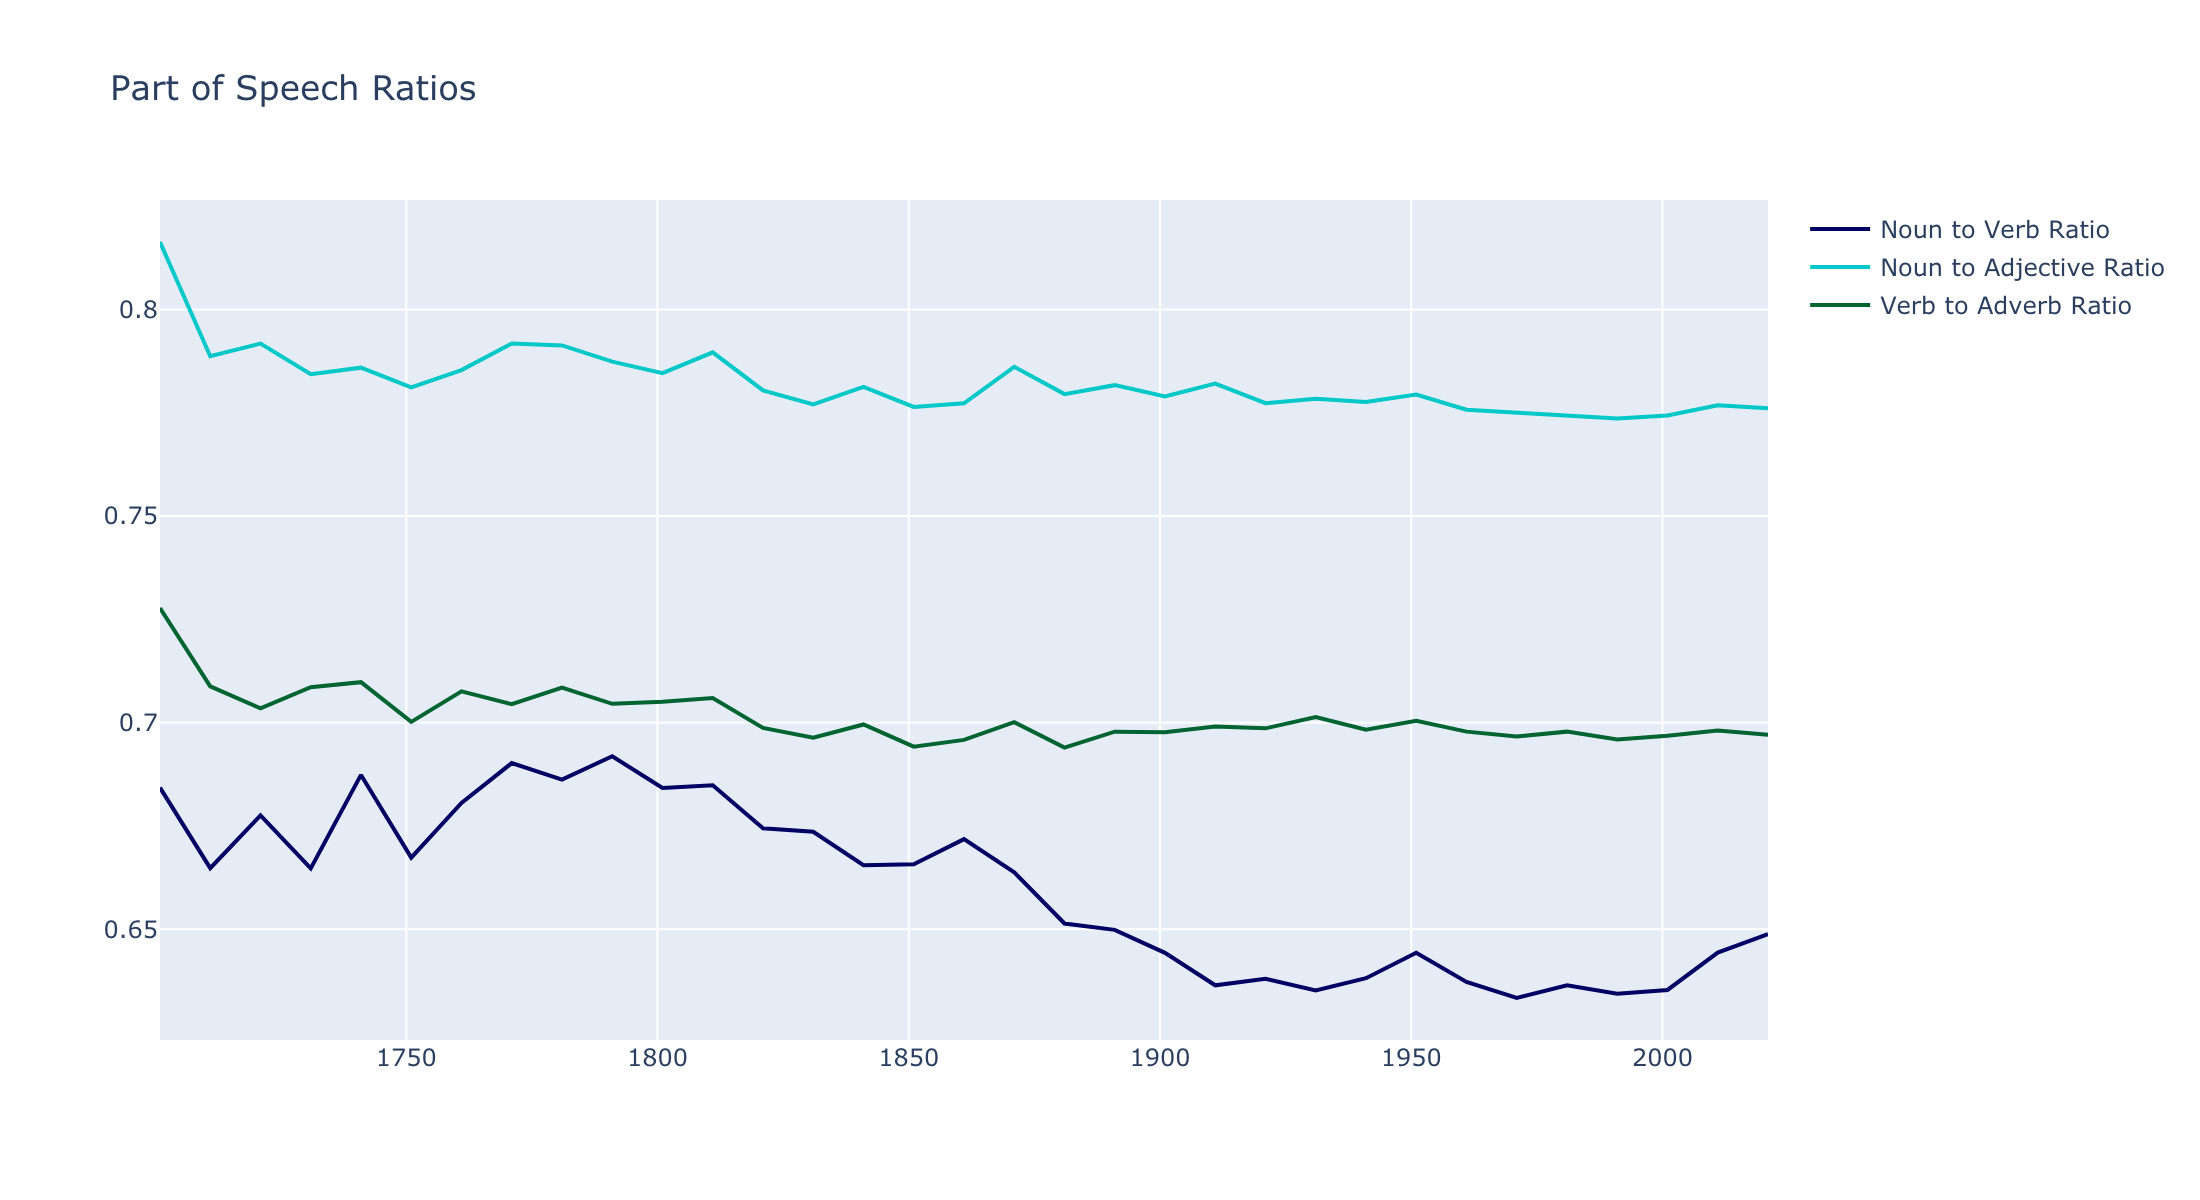 Part of Speech Ratios
Noun to Verb Ratio
Noun to Adjective Ratio
Verb to Adverb Ratio
0.8
0.75
0.7
0.65
1750 1800 1850 1900 1950 2000